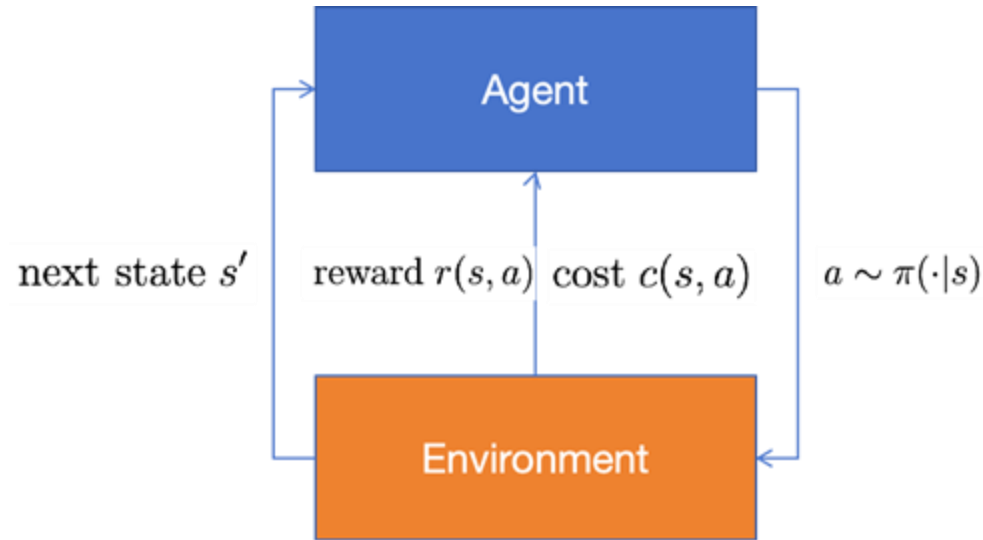 Agent
next state s′
reward r(s, a)
cost c(s, a)
a ∼ π(·|s)
Environment